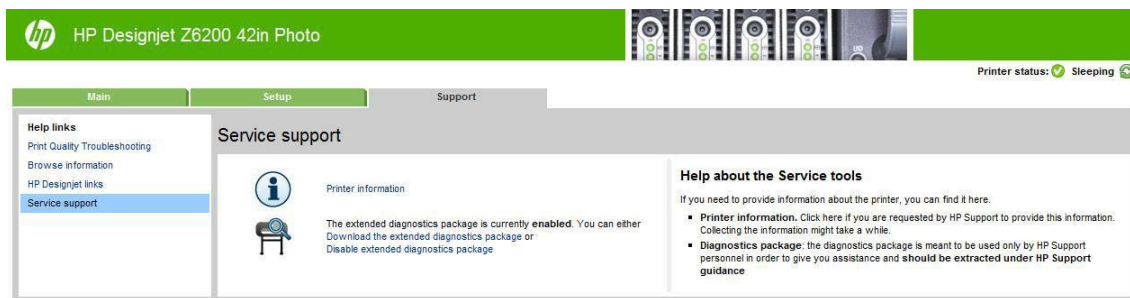 hp HP Designjet Z6200 42in Photo
UID
Printer status: Sleeping
Main Setup Support
Help links
Print Quality Troubleshooting
Browse information
HP Designjet links
Service support
Service support
Printer information
The extended diagnostics package is currently enabled. You can either
Download the extended diagnostics package or
Disable extended diagnostics package
Help about the Service tools
If you need to provide information about the printer, you can find it here.
Printer information. Click here if you are requested by HP Support to provide this information.
Collecting the information might take a while.
Diagnostics package: the diagnostics package is meant to be used only by HP Support
personnel in order to give you assistance and should be extracted under HP Support
guidance